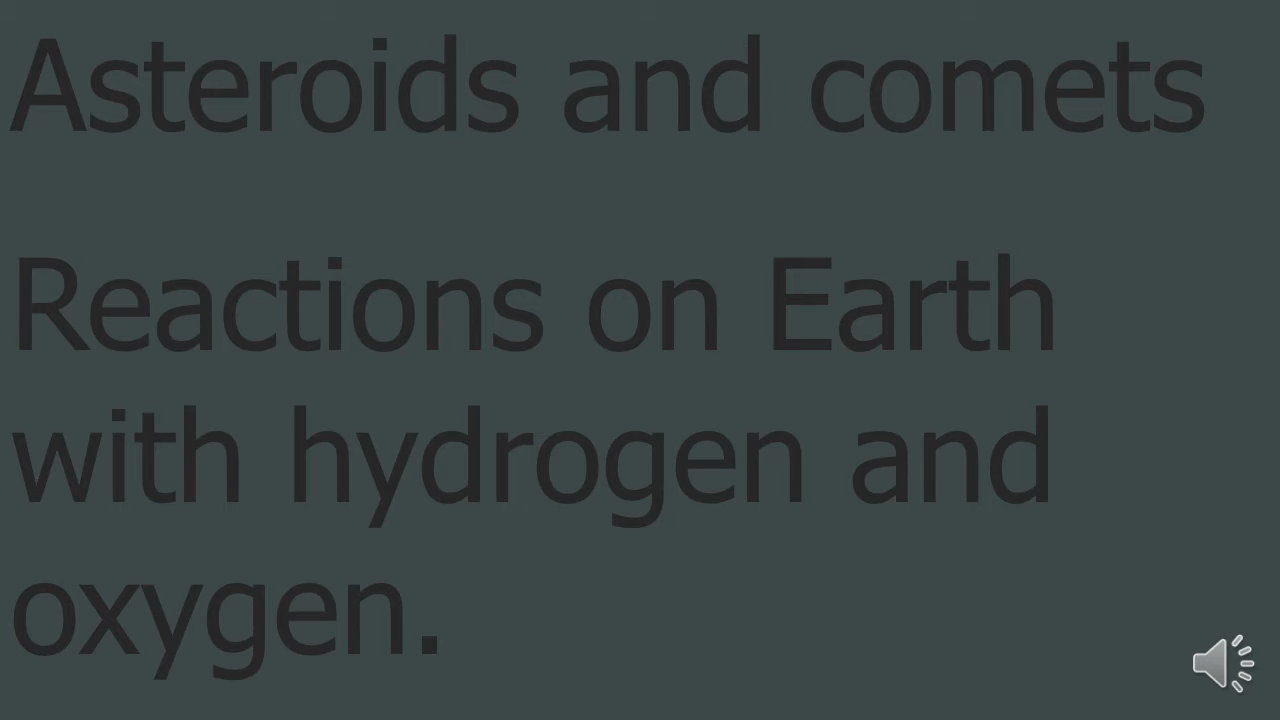 Asteroids and comets
Reactions on Earth
with hydrogen and
oxygen.